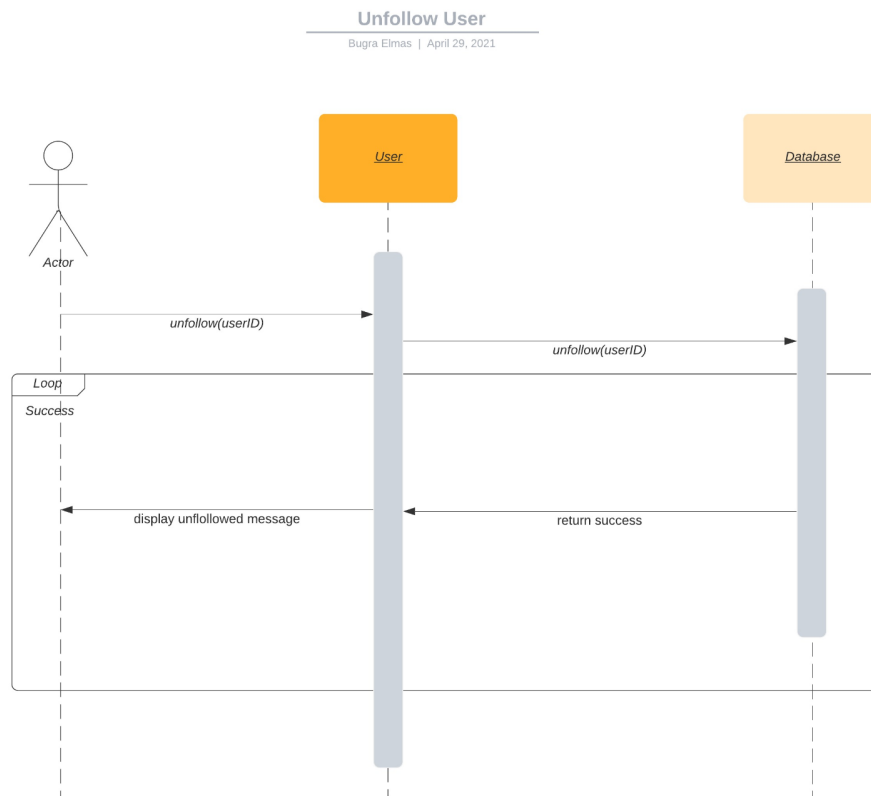 Unfollow User
Bugra Elmas | April 29, 2021
User
Database
Actor
unfollow(userID)
unfollow(userID)
Loop
Success
display unflollowed message
return success